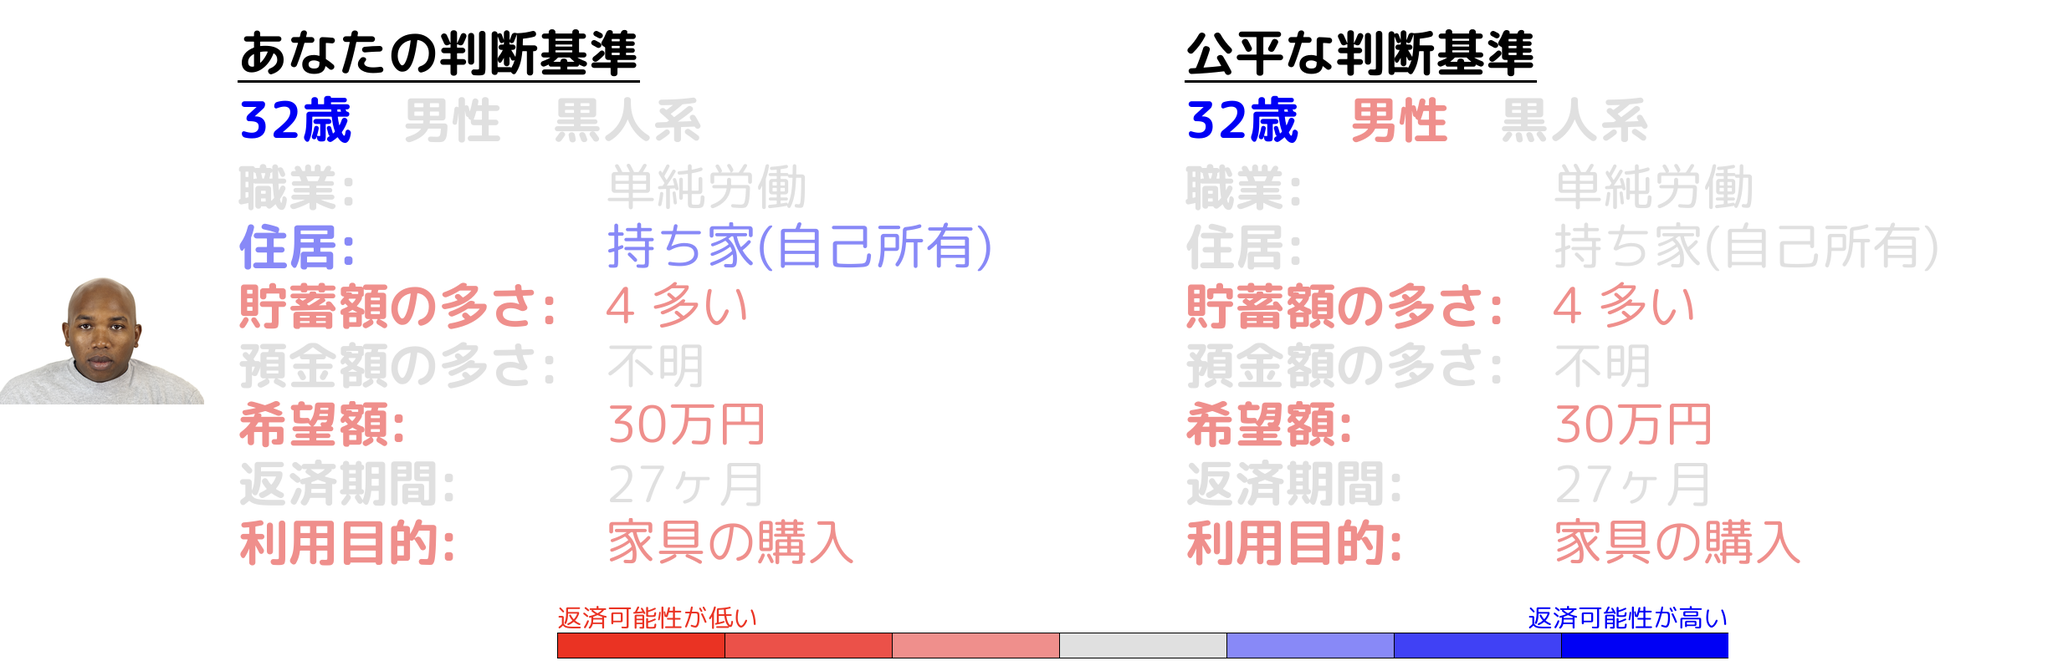 あなたの判断基準
32歳 男性 黒人系
職業: 単純労働
住居: 持ち家(自己所有)
貯蓄額の多さ: 4 多い
預金額の多さ: 不明
希望額: 30万円
返済期間: 27ヶ月
利用目的: 家具の購入
公平な判断基準
32歳 男性 黒人系
職業: 単純労働
住居: 持ち家(自己所有)
貯蓄額の多さ: 4 多い
預金額の多さ: 不明
希望額: 30万円
返済期間: 27ヶ月
利用目的: 家具の購入
返済可能性が低い
返済可能性が高い